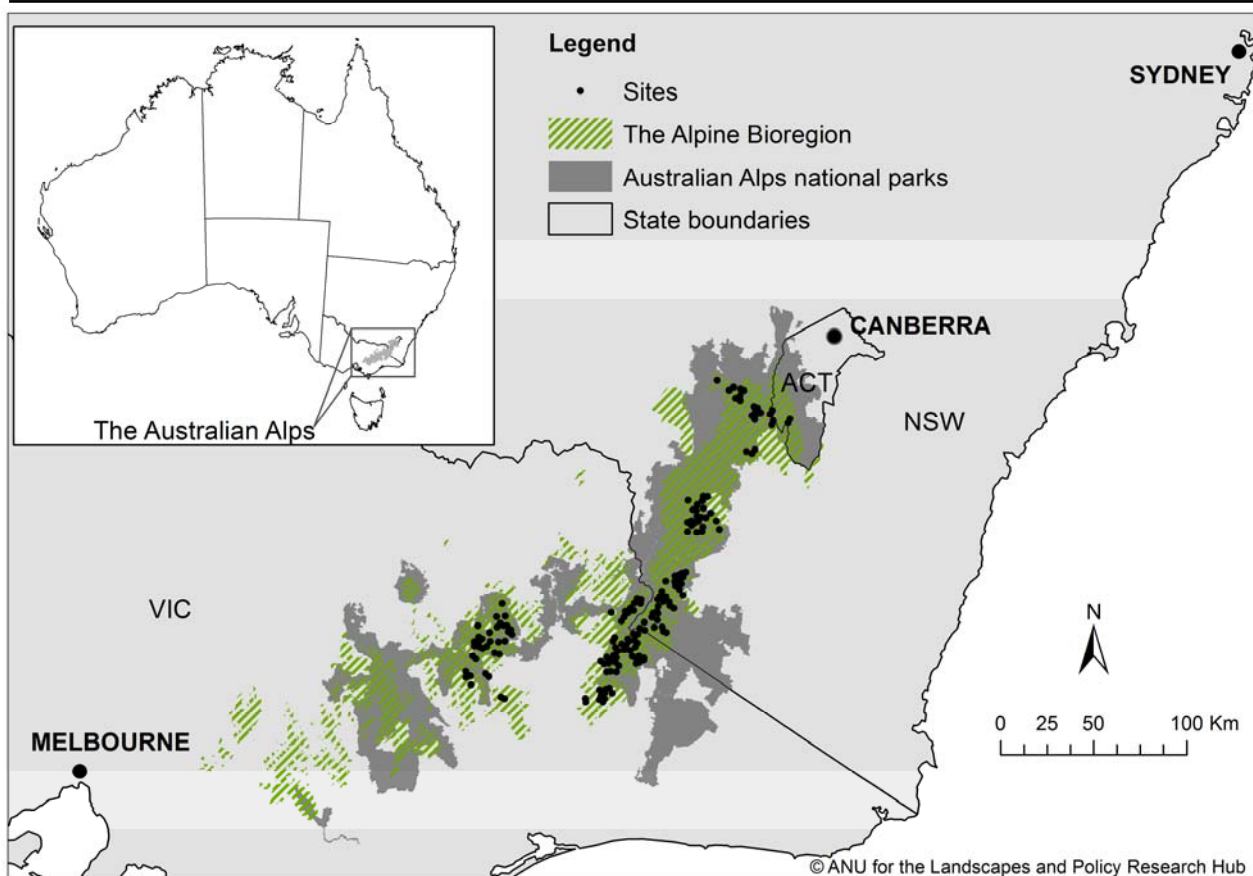 Legend
Sites
The Alpine Bioregion
Australian Alps national parks
State boundaries
SYDNEY
The Australian Alps
CANBERRA
ACT
NSW
VIC
N
MELBOURNE
0 25 50 100 Km
© ANU for the Landscapes and Policy Research Hub